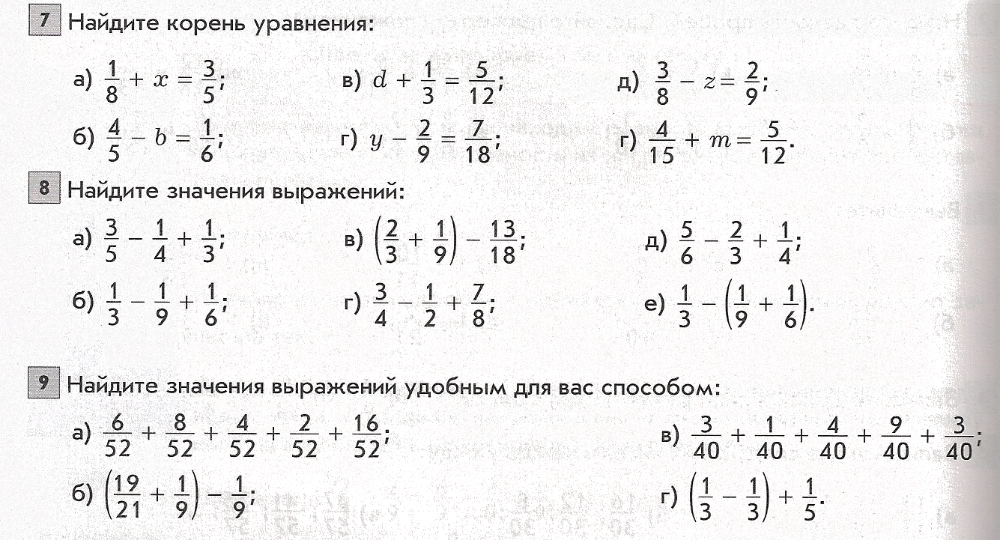 7 Найдите корень уравнения:
а) 1/8 + x = 3/5; в) d + 1/3 = 5/12; д) 3/8 − z = 2/9;
б) 4/5 − b = 1/6; г) y − 2/9 = 7/18; г) 4/15 + m = 5/12.
8 Найдите значения выражений:
а) 3/5 − 1/4 + 1/3; в) (2/3 + 1/9) − 13/18; д) 5/6 − 2/3 + 1/4;
б) 1/3 − 1/9 + 1/6; г) 3/4 − 1/2 + 7/8; е) 1/3 − (1/9 + 1/6).
9 Найдите значения выражений удобным для вас способом:
а) 6/52 + 8/52 + 4/52 + 2/52 + 16/52; в) 3/40 + 1/40 + 4/40 + 9/40 + 3/40;
б) (19/21 + 1/9) − 1/9; г) (1/3 − 1/3) + 1/5.